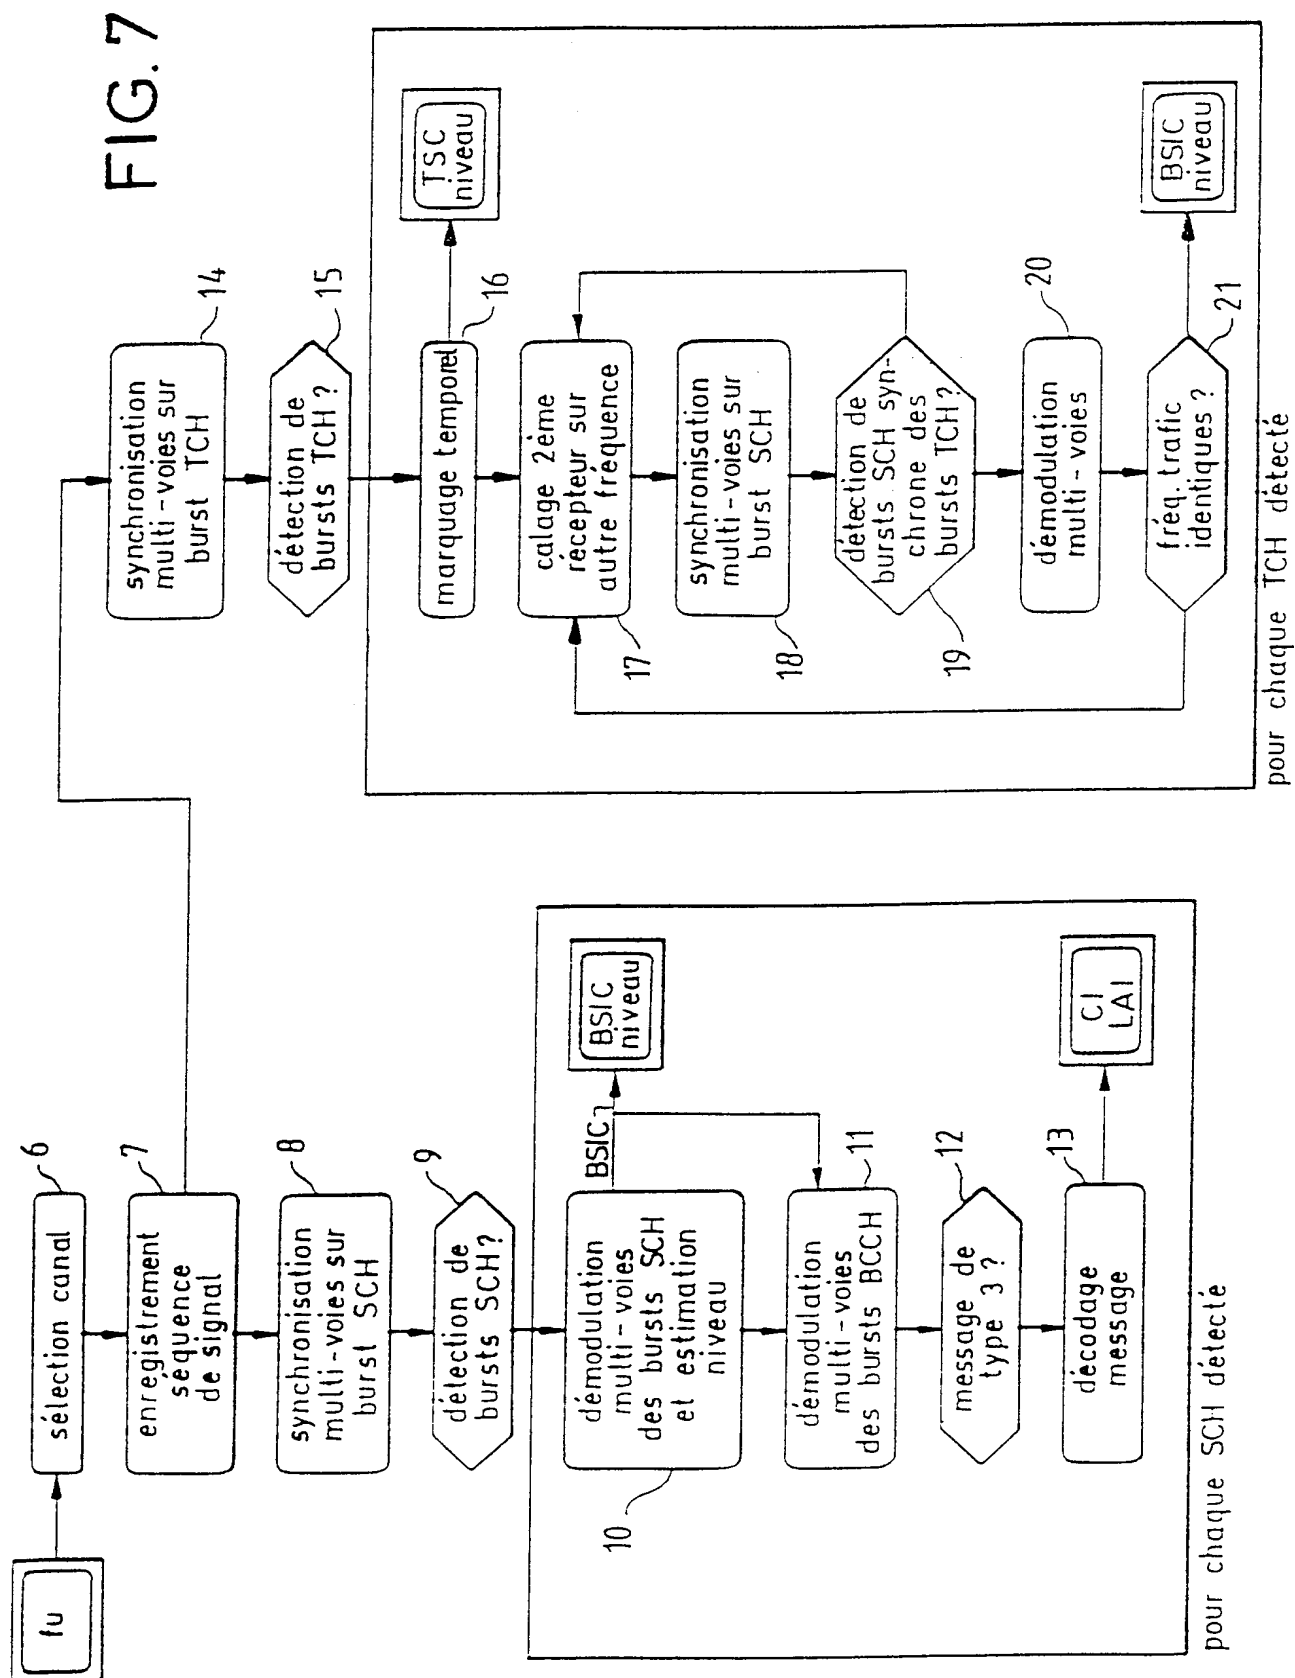 FIG. 7
fu
sélection canal
6
enregistrement
séquence
de signal
7
synchronisation
multi-voies sur
burst SCH
8
détection de
bursts SCH?
9
démodulation
multi-voies
des bursts SCH
et estimation
niveau
10
BSIC
BSIC
niveau
démodulation
multi-voies
des bursts BCCH
11
message de
type 3 ?
12
décodage
message
13
CI
LAI
pour chaque SCH détecté
synchronisation
multi-voies sur
burst TCH
14
détection de
bursts TCH?
15
marquage temporel
16
TSC
niveau
calage 2ème
récepteur sur
autre fréquence
17
synchronisation
multi-voies sur
burst SCH
18
détection de
bursts SCH syn-
chrone des
bursts TCH?
19
démodulation
multi-voies
20
fréq. trafic
identiques ?
21
BSIC
niveau
pour chaque TCH détecté